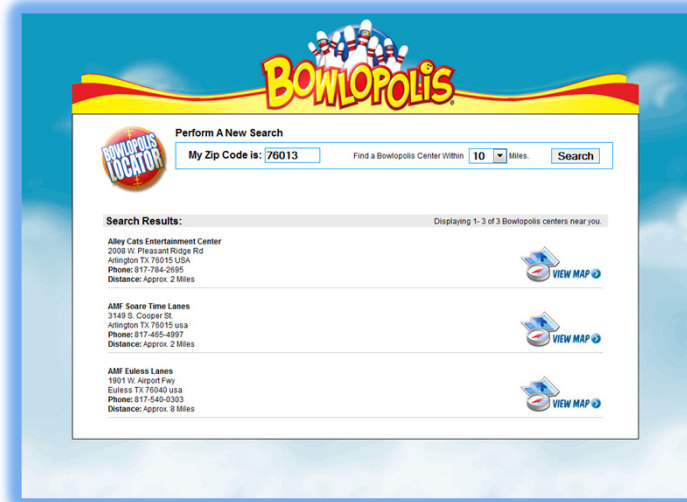 BOWLOPOLIS
BOWLOPOLIS LOCATOR
Perform A New Search
My Zip Code is: 76013 Find a Bowlopolis Center Within 10 Miles. Search
Search Results: Displaying 1- 3 of 3 Bowlopolis centers near you.
Alley Cats Entertainment Center
2008 W. Pleasant Ridge Rd
Arlington TX 76015 USA
Phone: 817-784-2695
Distance: Approx. 2 Miles
VIEW MAP
AMF Soare Time Lanes
3149 S. Cooper St.
Arlington TX 76015 usa
Phone: 817-465-4997
Distance: Approx. 2 Miles
VIEW MAP
AMF Euless Lanes
1901 W. Airport Fwy
Euless TX 76040 usa
Phone: 817-540-0303
Distance: Approx. 8 Miles
VIEW MAP